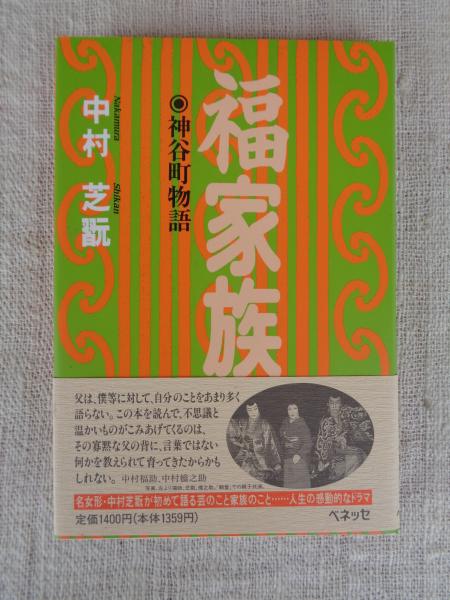 福家族
◉神谷町物語
中村 芝翫
Nakamura Shikan
父は、僕等に対して、自分のことをあまり多く
語らない。この本を読んで、不思議と
温かいものがこみあげてくるのは、
その寡黙な父の背に、言葉ではない
何かを教えられて育ってきたからかも
しれない。中村福助、中村橋之助
名女形・中村芝翫が初めて語る芸のこと家族のこと……人生の感動的なドラマ
定価1400円(本体1359円)
ベネッセ